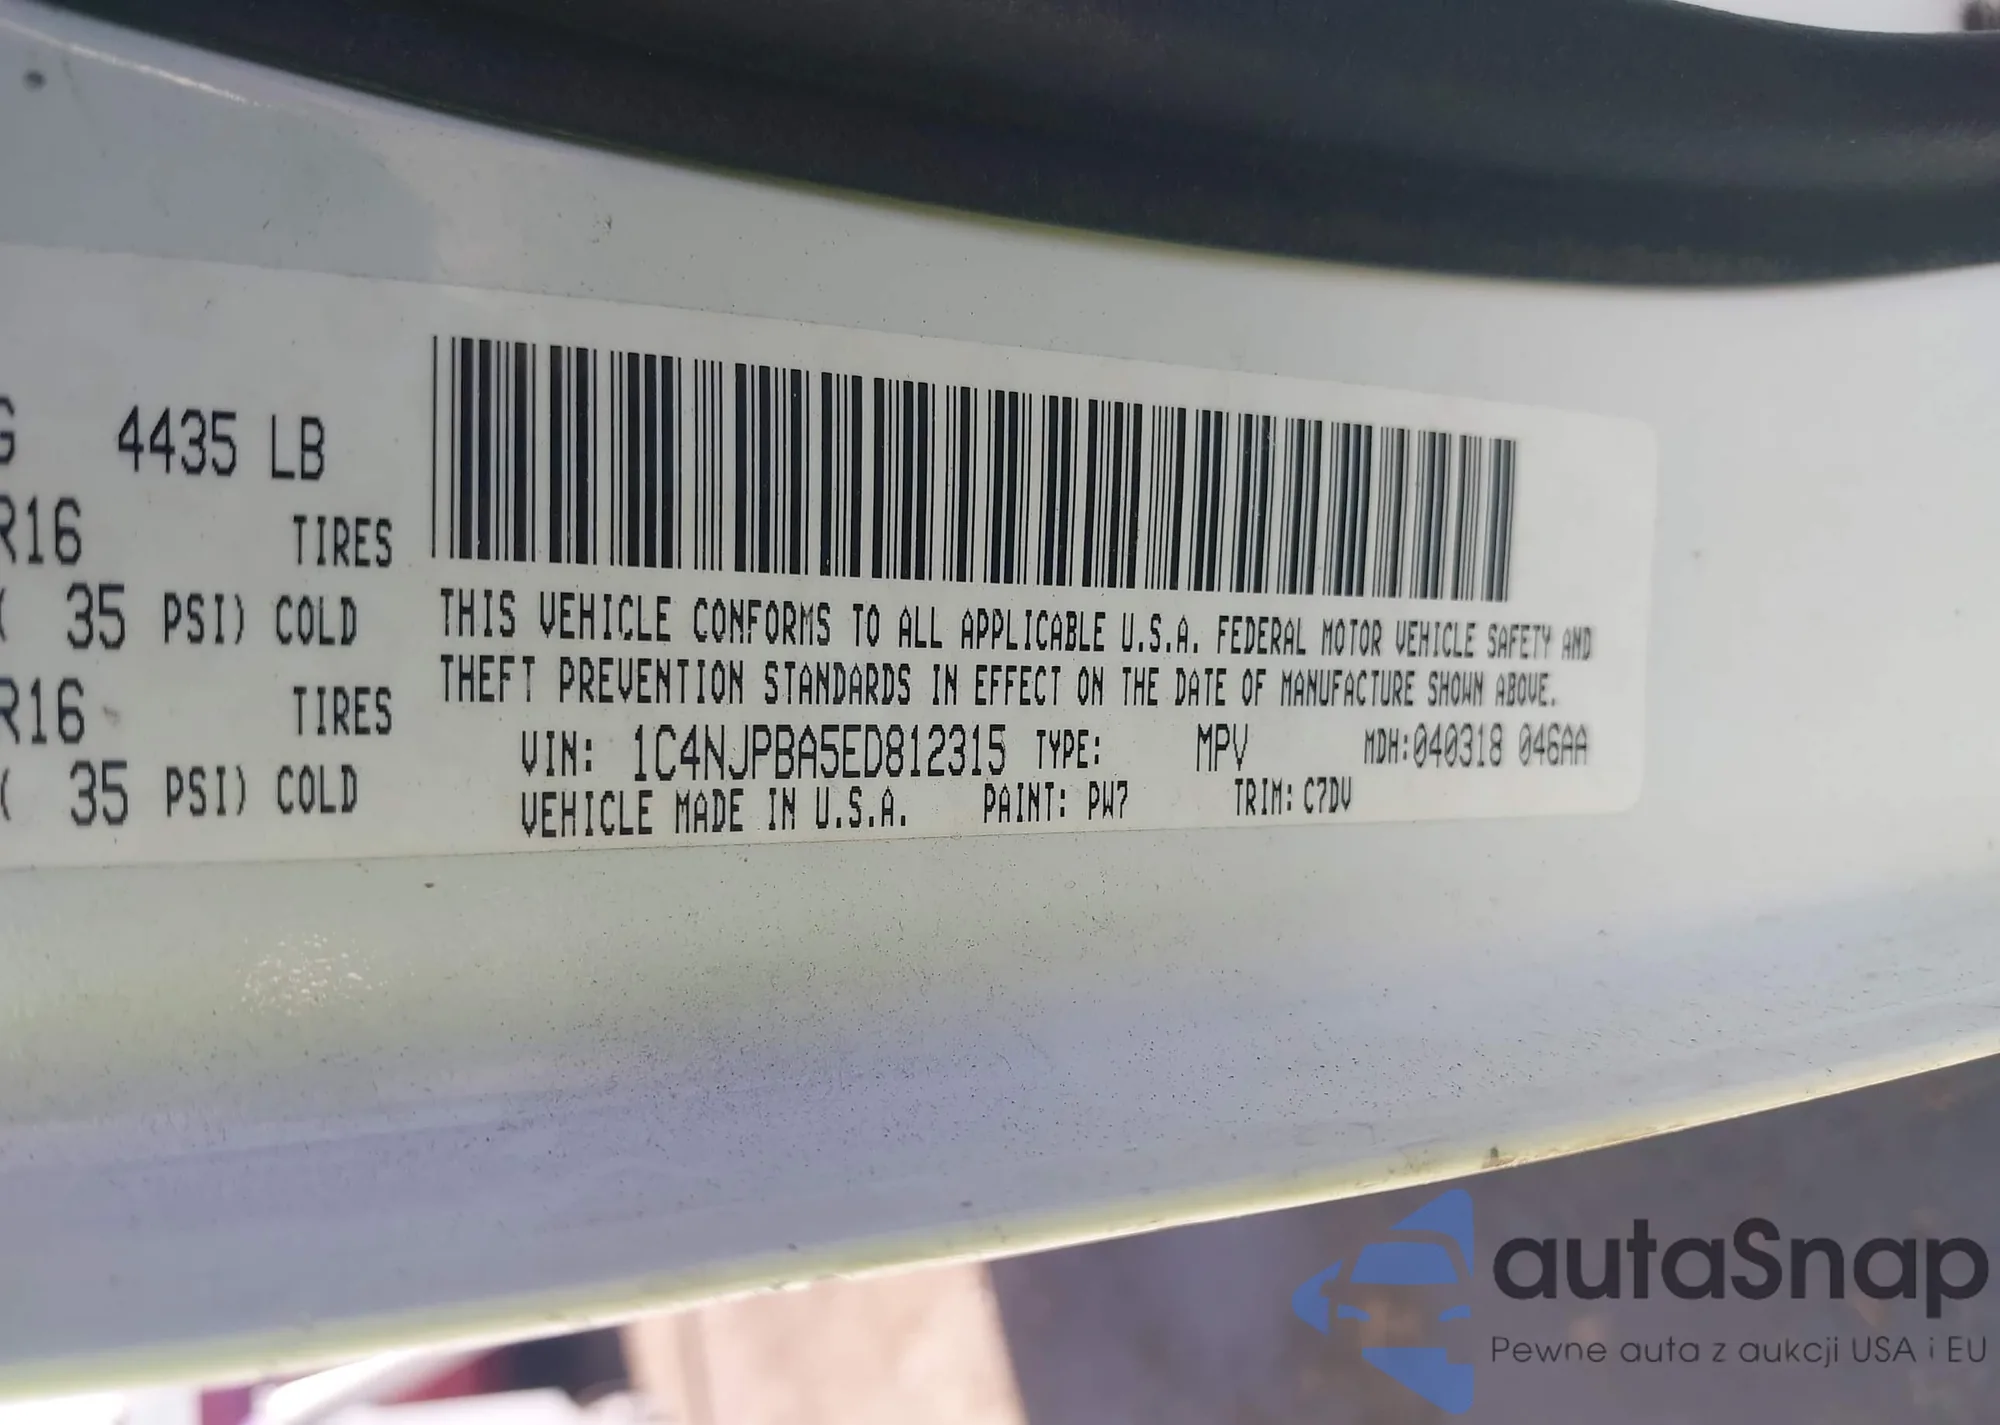 G 4435 LB
R16 TIRES
( 35 PSI) COLD
R16 TIRES
( 35 PSI) COLD
THIS VEHICLE CONFORMS TO ALL APPLICABLE U.S.A. FEDERAL MOTOR VEHICLE SAFETY AND
THEFT PREVENTION STANDARDS IN EFFECT ON THE DATE OF MANUFACTURE SHOWN ABOVE.
VIN: 1C4NJPBA5ED812315 TYPE: MPV MDH:040318 046AA
VEHICLE MADE IN U.S.A. PAINT: PW7 TRIM: C7DV
autaSnap
Pewne auta z aukcji USA i EU